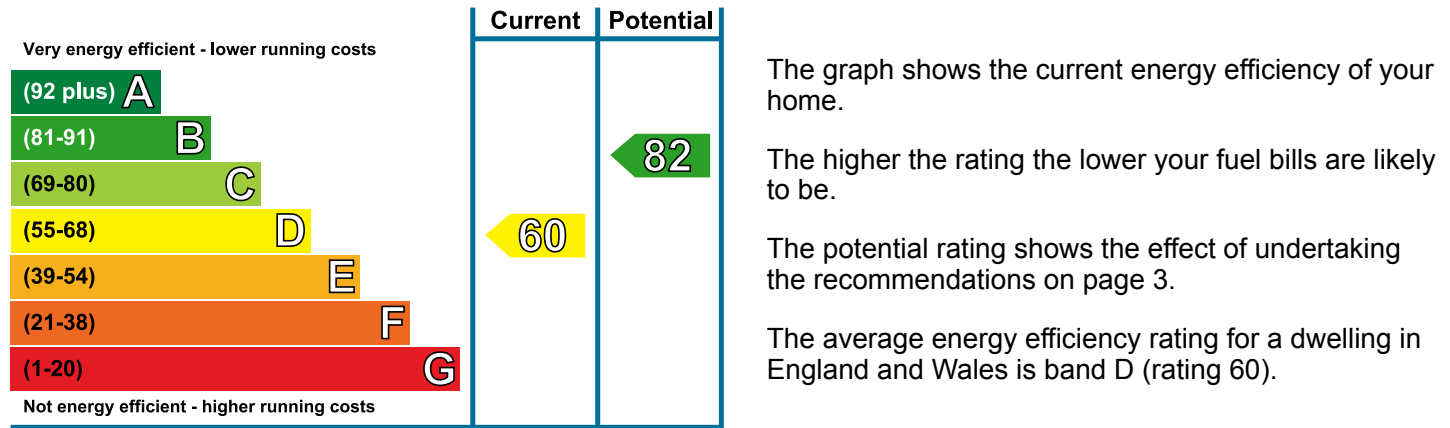 Current Potential
Very energy efficient - lower running costs
(92 plus) A
(81-91) B
82
(69-80) C
(55-68) D
60
(39-54) E
(21-38) F
(1-20) G
Not energy efficient - higher running costs
The graph shows the current energy efficiency of your
home.
The higher the rating the lower your fuel bills are likely
to be.
The potential rating shows the effect of undertaking
the recommendations on page 3.
The average energy efficiency rating for a dwelling in
England and Wales is band D (rating 60).